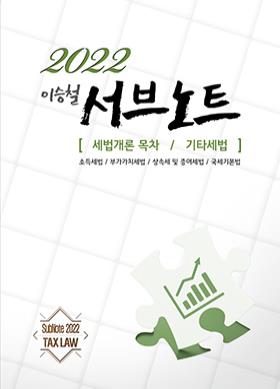 2022
이승철 서브노트
[ 세법개론 목차 / 기타세법 ]
소득세법 / 부가가치세법 / 상속세 및 증여세법 / 국세기본법
SubNote 2022
TAX LAW